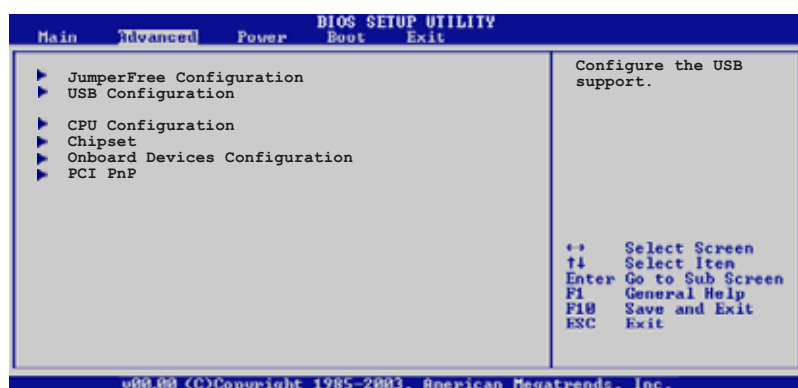 BIOS SETUP UTILITY
Main Advanced Power Boot Exit
JumperFree Configuration
USB Configuration
CPU Configuration
Chipset
Onboard Devices Configuration
PCI PnP
Configure the USB
support.
↔ Select Screen
↑↓ Select Item
Enter Go to Sub Screen
F1 General Help
F10 Save and Exit
ESC Exit
v00.00 (C)Copyright 1985-2003, American Megatrends, Inc.